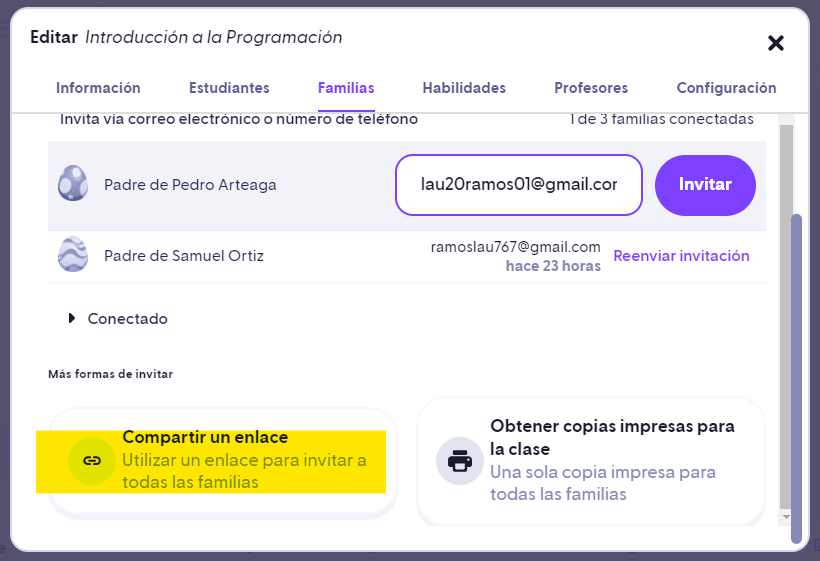 Editar Introducción a la Programación
Información Estudiantes Familias Habilidades Profesores Configuración
Invita vía correo electrónico o número de teléfono 1 de 3 familias conectadas
Padre de Pedro Arteaga lau20ramos01@gmail.cor Invitar
Padre de Samuel Ortiz ramoslau767@gmail.com
hace 23 horas Reenviar invitación
Conectado
Más formas de invitar
Compartir un enlace
Utilizar un enlace para invitar a
todas las familias
Obtener copias impresas para
la clase
Una sola copia impresa para
todas las familias